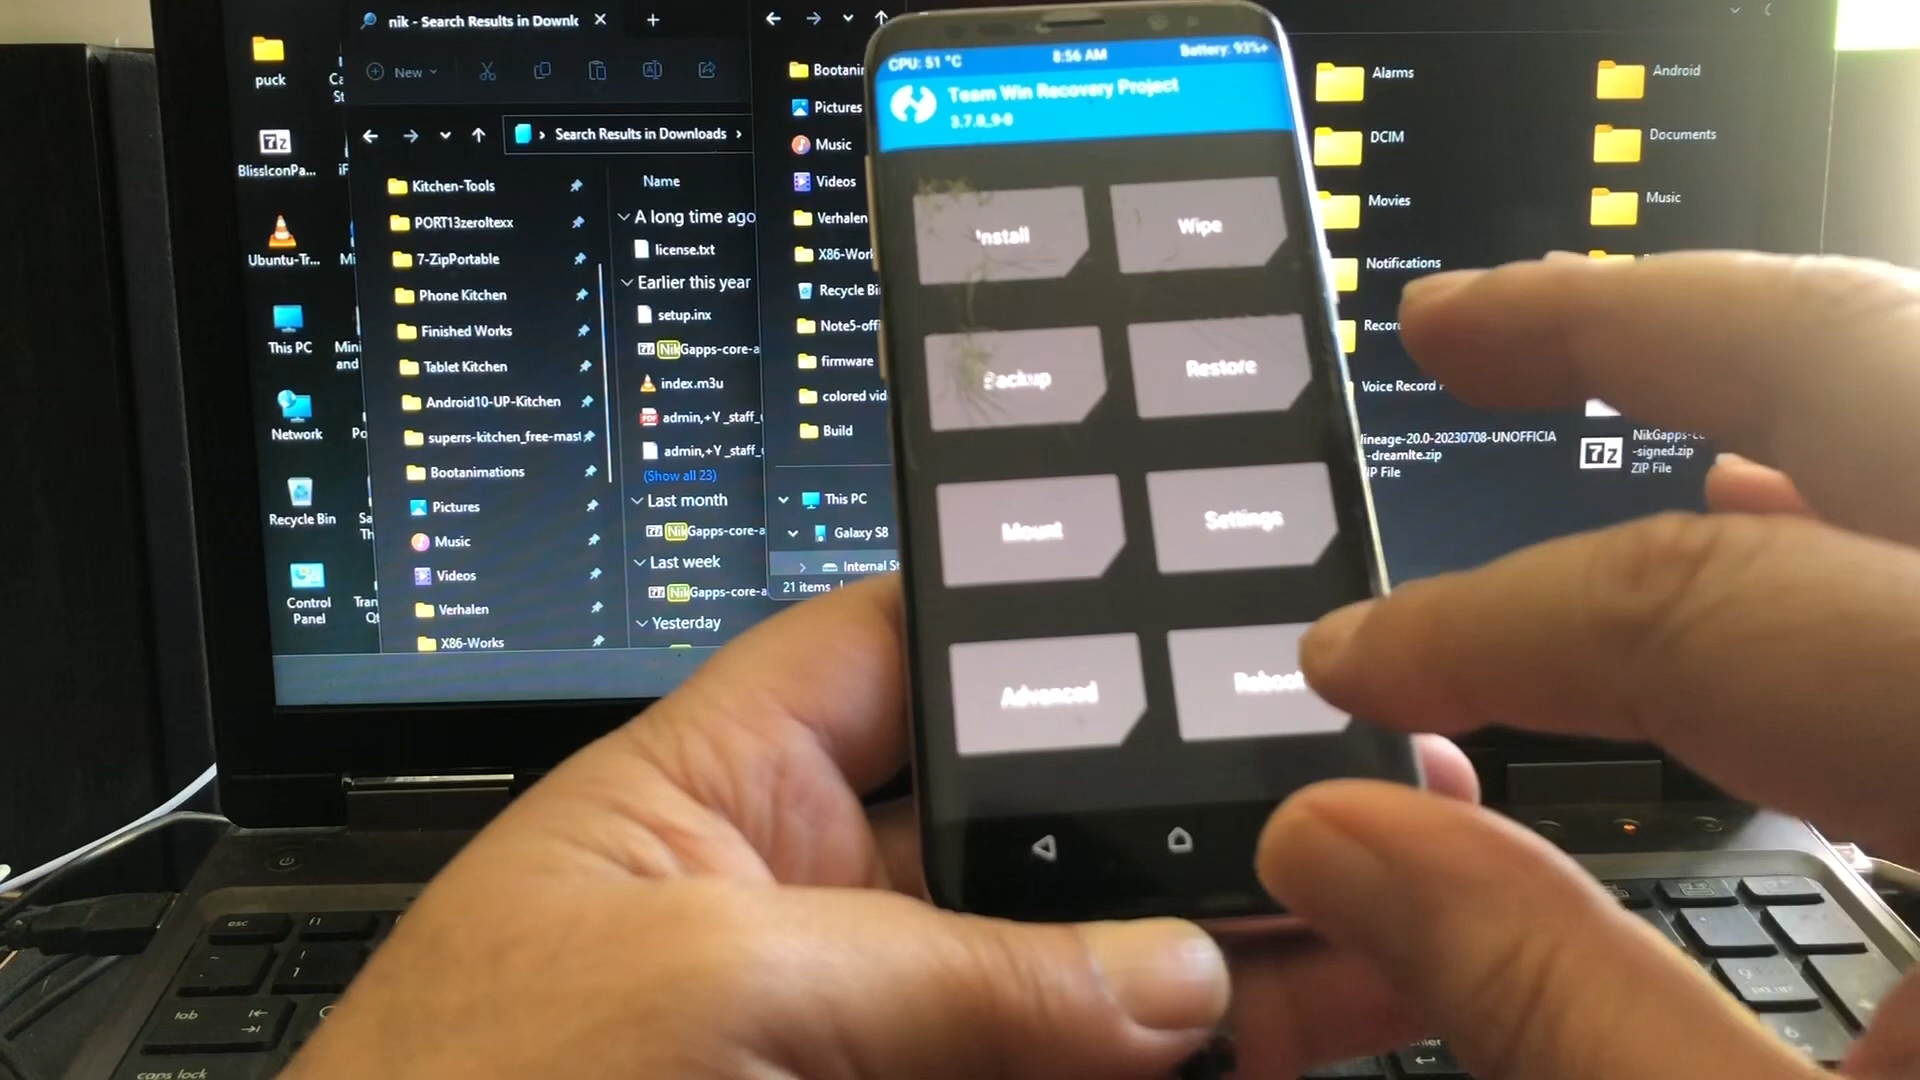 puck
BlissIconPa...
Ubuntu-Tr...
This PC
Network
Recycle Bin
Control
Panel
nik - Search Results in Downl
New
Search Results in Downloads
Kitchen-Tools
PORT13zeroltexx
7-ZipPortable
Phone Kitchen
Finished Works
Tablet Kitchen
Android10-UP-Kitchen
superrs-kitchen_free-mas
Bootanimations
Pictures
Music
Videos
Verhalen
X86-Works
Name
A long time ago
license.txt
Earlier this year
setup.inx
NikGapps-core-a
index.m3u
admin,+Y_staff_
admin,+Y_staff_
(Show all 23)
Last month
NikGapps-core-a
Last week
NikGapps-core-a
Yesterday
Bootanin
Pictures
Music
Videos
Verhalen
X86-Worl
Recycle Bi
Note5-offi
firmware
colored vid
Build
This PC
Galaxy S8
Internal St
21 items
CPU: 51 °C
8:56 AM
Battery: 93%+
Team Win Recovery Project
3.7.0_9-0
Install
Wipe
Backup
Restore
Mount
Settings
Advanced
Reboot
Alarms
Android
DCIM
Documents
Movies
Music
Notifications
Recor
Voice Record
lineage-20.0-20230708-UNOFFICIA
-dreamlte.zip
ZIP File
NikGapps-c
-signed.zip
ZIP File
esc
f1
tab
caps lock
enter